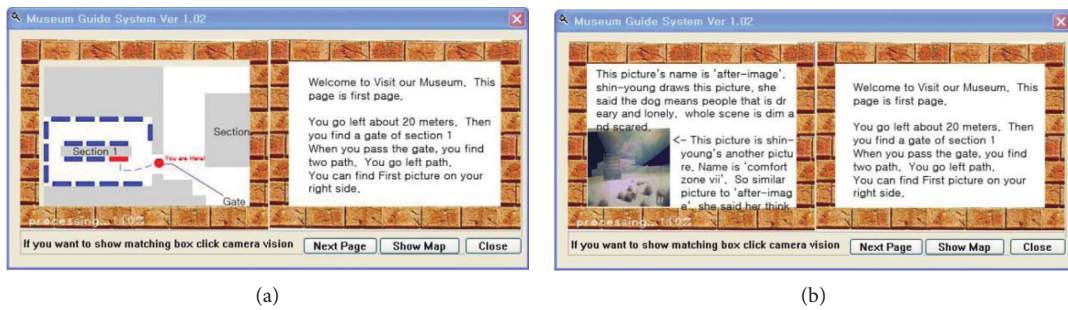 Museum Guide System Ver 1.02
Section 1
Section
You are Here!
Gate
processing...110%
Welcome to Visit our Museum, This
page is first page,
You go left about 20 meters, Then
you find a gate of section 1
When you pass the gate, you find
two path, You go left path,
You can find First picture on your
right side,
If you want to show matching box click camera vision
Next Page
Show Map
Close
(a)
Museum Guide System Ver 1.02
This picture's name is 'after-image',
shin-young draws this picture, she
said the dog means people that is dr
eary and lonely, whole scene is dim a
nd scared,
<- This picture is shin-
young's another pictu
re, Name is 'comfort
zone vii', So similar
picture to 'after-imag
e', she said her think
processing...110%
Welcome to Visit our Museum, This
page is first page,
You go left about 20 meters, Then
you find a gate of section 1
When you pass the gate, you find
two path, You go left path,
You can find First picture on your
right side,
If you want to show matching box click camera vision
Next Page
Show Map
Close
(b)